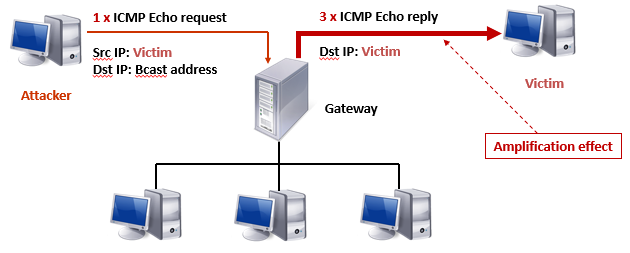 1 x ICMP Echo request
Src IP: Victim
Dst IP: Bcast address
Attacker
3 x ICMP Echo reply
Dst IP: Victim
Victim
Gateway
Amplification effect